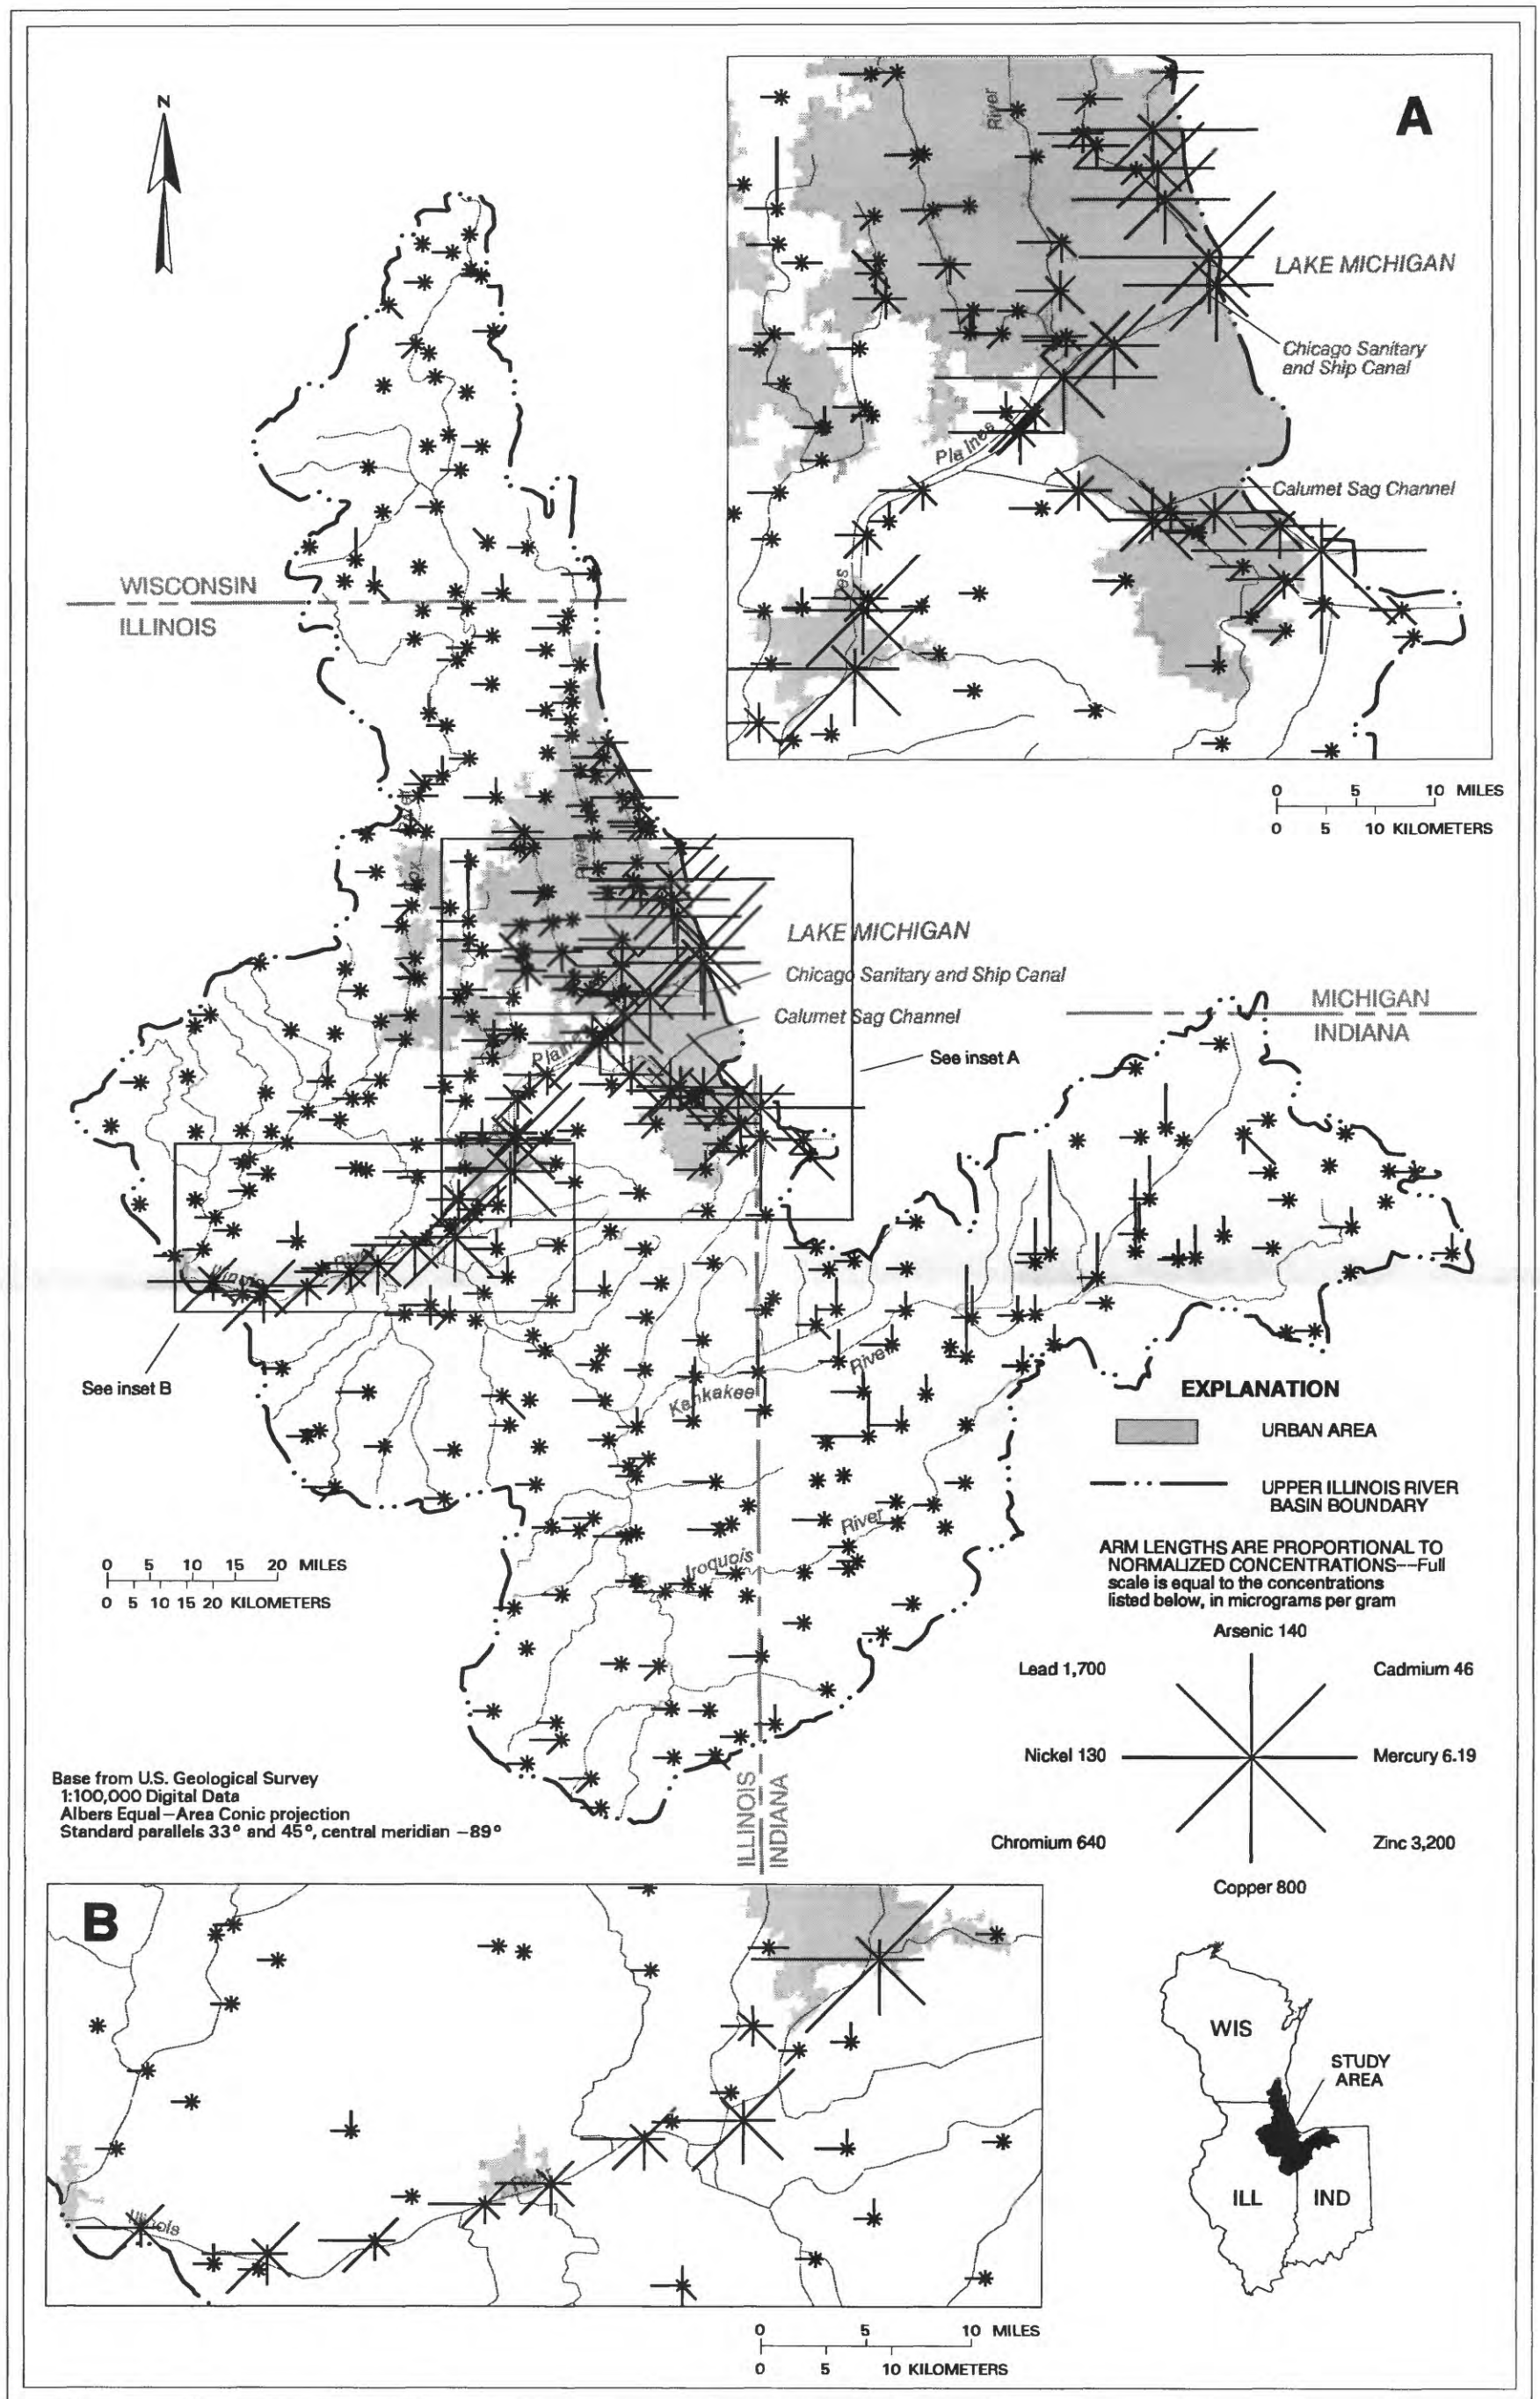 N
A
River
LAKE MICHIGAN
Chicago Sanitary
and Ship Canal
Plaines
Calumet Sag Channel
0 5 10 MILES
0 5 10 KILOMETERS
WISCONSIN
ILLINOIS
River
LAKE MICHIGAN
Chicago Sanitary and Ship Canal
Calumet Sag Channel
MICHIGAN
INDIANA
See inset A
See inset B
Kankakee
River
River
Iroquois
0 5 10 15 20 MILES
0 5 10 15 20 KILOMETERS
EXPLANATION
URBAN AREA
UPPER ILLINOIS RIVER
BASIN BOUNDARY
ARM LENGTHS ARE PROPORTIONAL TO
NORMALIZED CONCENTRATIONS--Full
scale is equal to the concentrations
listed below, in micrograms per gram
Arsenic 140
Lead 1,700
Cadmium 46
Nickel 130
Mercury 6.19
Chromium 640
Zinc 3,200
Copper 800
Base from U.S. Geological Survey
1:100,000 Digital Data
Albers Equal-Area Conic projection
Standard parallels 33° and 45°, central meridian -89°
ILLINOIS
INDIANA
B
Illinois
River
0 5 10 MILES
0 5 10 KILOMETERS
WIS
STUDY
AREA
ILL
IND